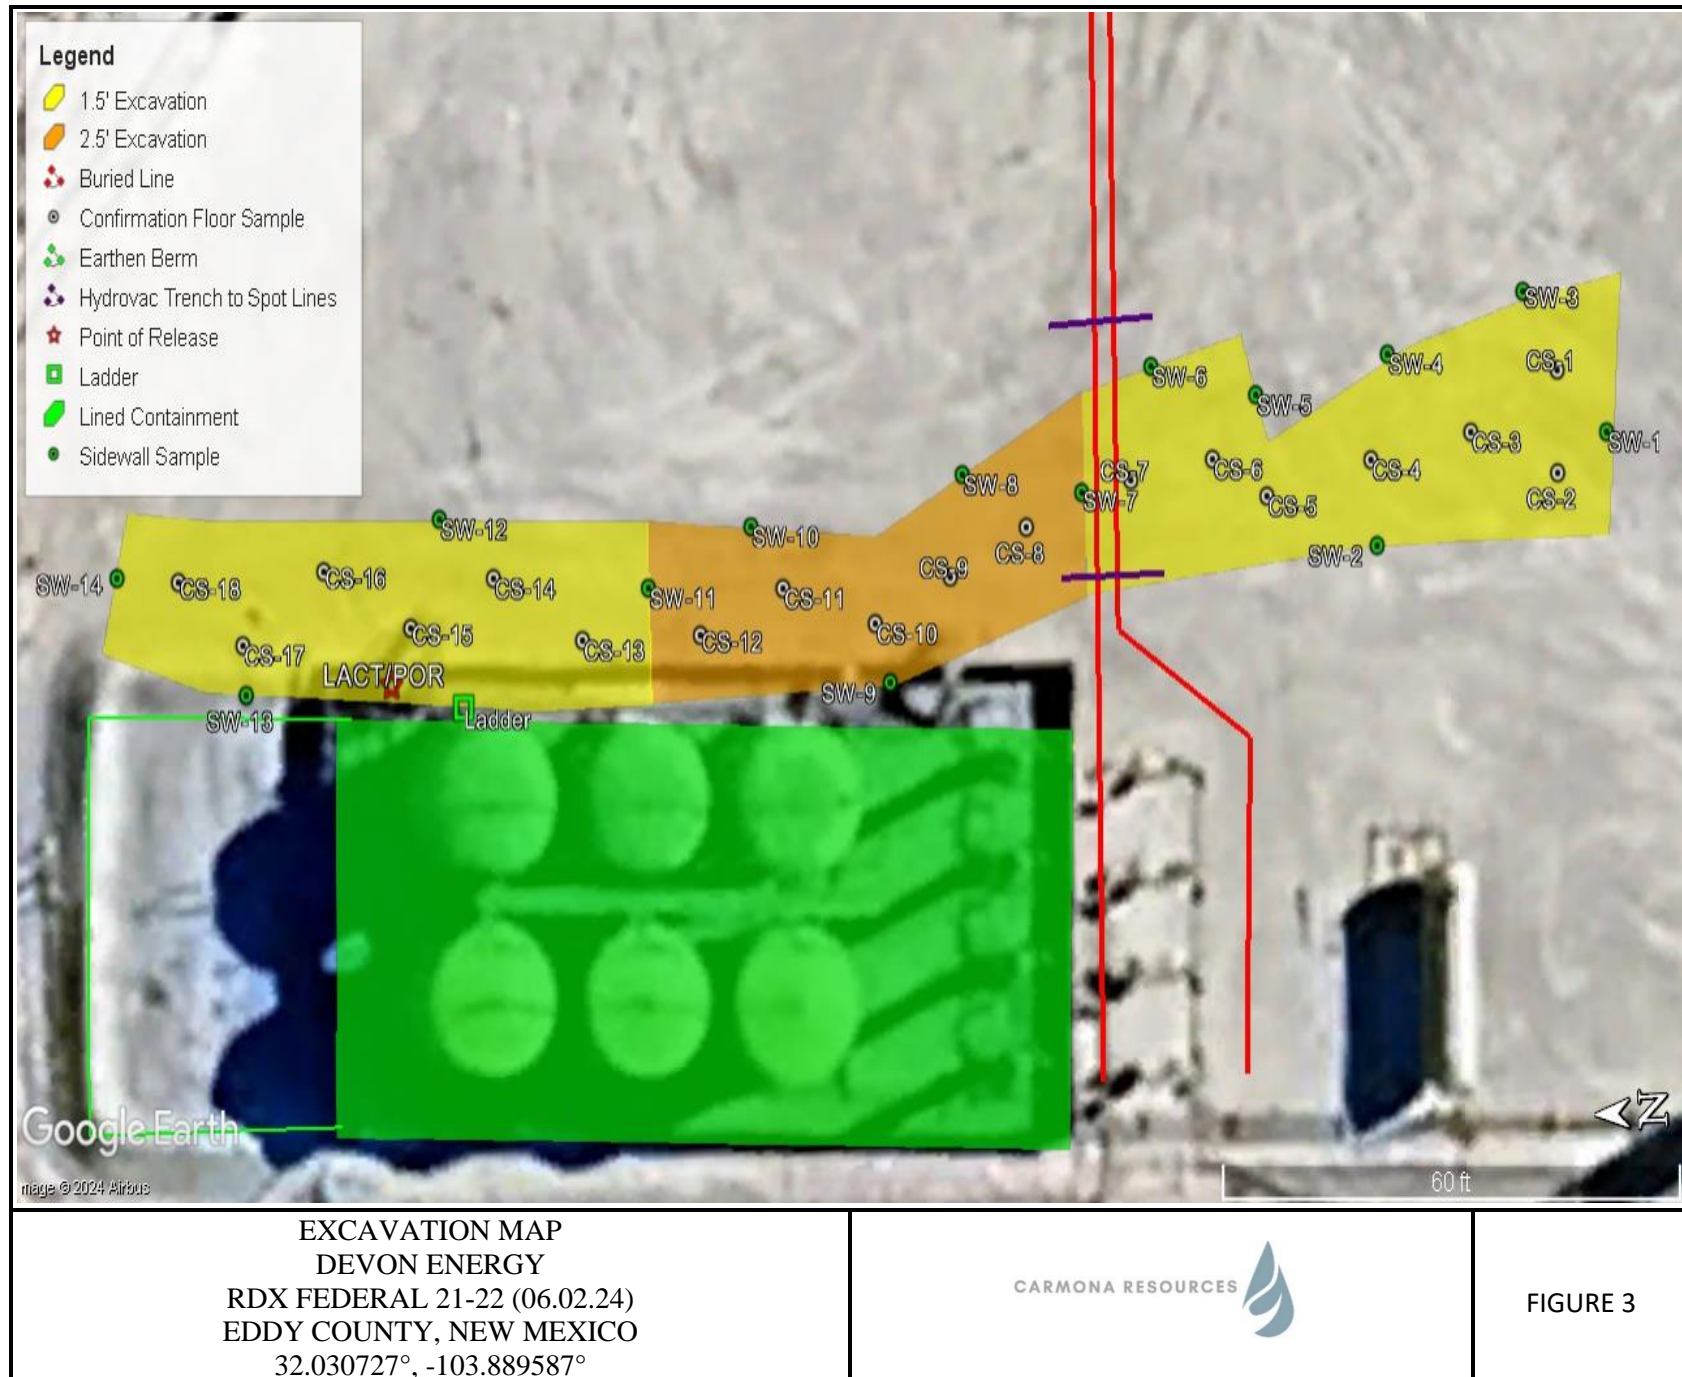 Legend
1.5' Excavation
2.5' Excavation
Buried Line
Confirmation Floor Sample
Earthen Berm
Hydrovac Trench to Spot Lines
Point of Release
Ladder
Lined Containment
Sidewall Sample
SW-3
CS-1
SW-4
SW-6
SW-5
SW-1
CS-3
CS-4
CS-6
CS-7
SW-8
SW-7
CS-2
CS-5
SW-12
SW-10
SW-2
CS-8
CS-9
SW-14
CS-18
CS-16
CS-14
SW-11
CS-11
CS-15
CS-13
CS-12
CS-10
CS-17
LACT/POR
SW-9
SW-13
Ladder
N
Google Earth
mage © 2024 Airbus
60 ft
EXCAVATION MAP
DEVON ENERGY
RDX FEDERAL 21-22 (06.02.24)
EDDY COUNTY, NEW MEXICO
32.030727°, -103.889587°
CARMONA RESOURCES
FIGURE 3